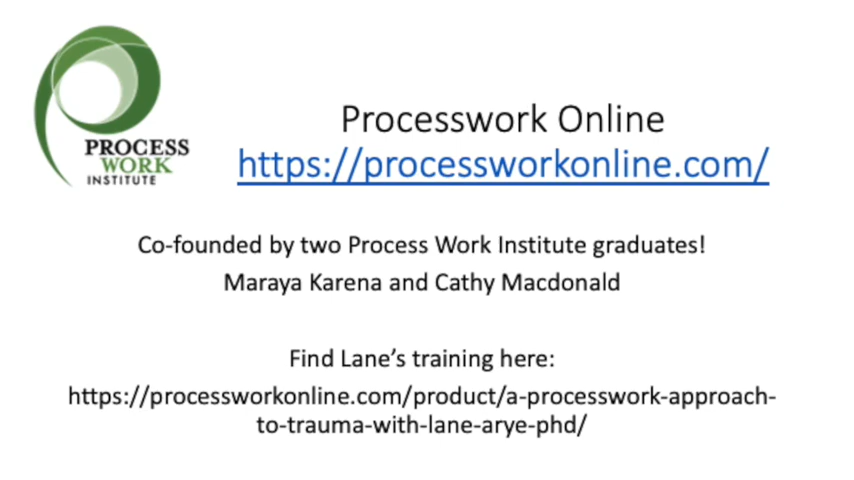 PROCESS
WORK
INSTITUTE
Processwork Online
https://processworkonline.com/
Co-founded by two Process Work Institute graduates!
Maraya Karena and Cathy Macdonald
Find Lane's training here:
https://processworkonline.com/product/a-processwork-approach-
to-trauma-with-lane-arye-phd/